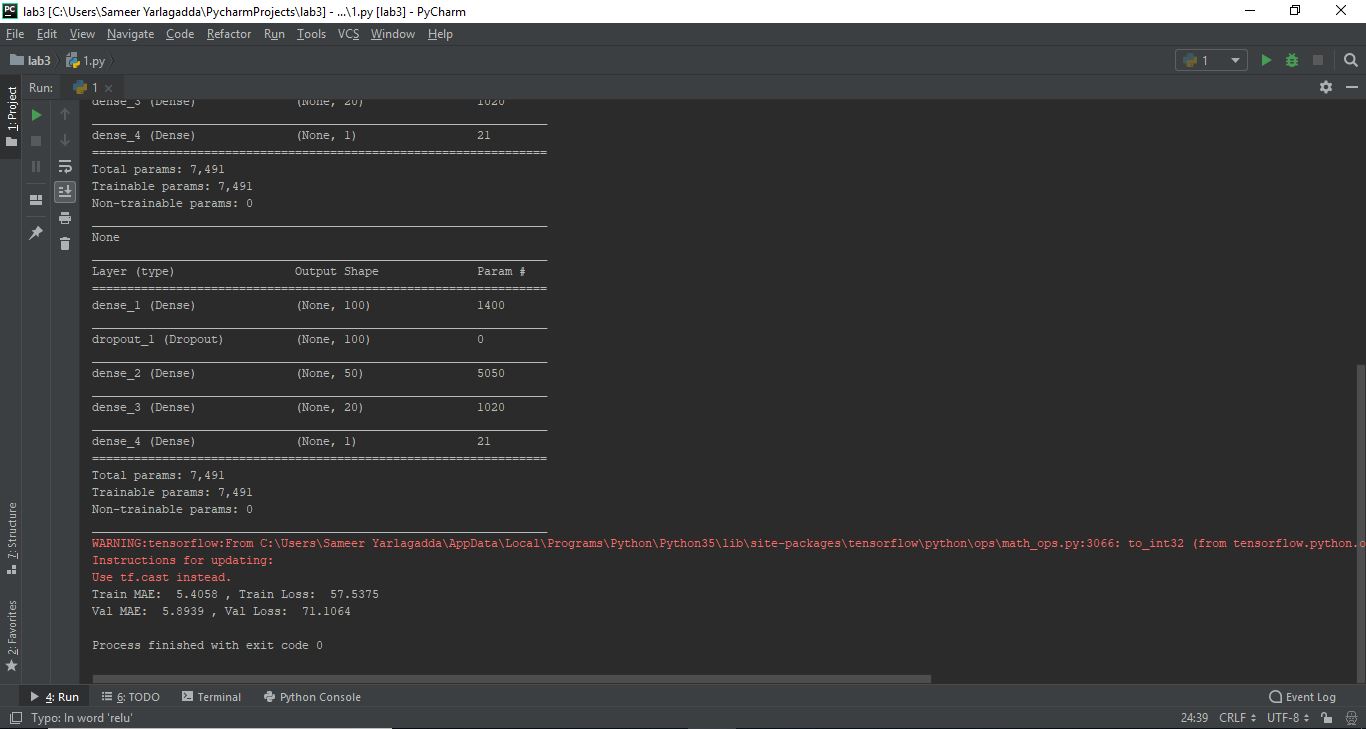 lab3 [C:\Users\Sameer Yarlagadda\PycharmProjects\lab3] - ...\1.py [lab3] - PyCharm
File Edit View Navigate Code Refactor Run Tools VCS Window Help
lab3 1.py 1
Run: 1
1: Project
dense_3 (Dense) (None, 20) 1020
dense_4 (Dense) (None, 1) 21
=================================================================
Total params: 7,491
Trainable params: 7,491
Non-trainable params: 0
_________________________________________________________________
None
_________________________________________________________________
Layer (type) Output Shape Param #
=================================================================
dense_1 (Dense) (None, 100) 1400
_________________________________________________________________
dropout_1 (Dropout) (None, 100) 0
_________________________________________________________________
dense_2 (Dense) (None, 50) 5050
_________________________________________________________________
dense_3 (Dense) (None, 20) 1020
_________________________________________________________________
dense_4 (Dense) (None, 1) 21
=================================================================
Total params: 7,491
Trainable params: 7,491
Non-trainable params: 0
_________________________________________________________________
WARNING:tensorflow:From C:\Users\Sameer Yarlagadda\AppData\Local\Programs\Python\Python35\lib\site-packages\tensorflow\python\ops\math_ops.py:3066: to_int32 (from tensorflow.python.o
Instructions for updating:
Use tf.cast instead.
Train MAE: 5.4058 , Train Loss: 57.5375
Val MAE: 5.8939 , Val Loss: 71.1064
Process finished with exit code 0
7: Structure
2: Favorites
4: Run 6: TODO Terminal Python Console Event Log
Typo: In word 'relu' 24:39 CRLF UTF-8